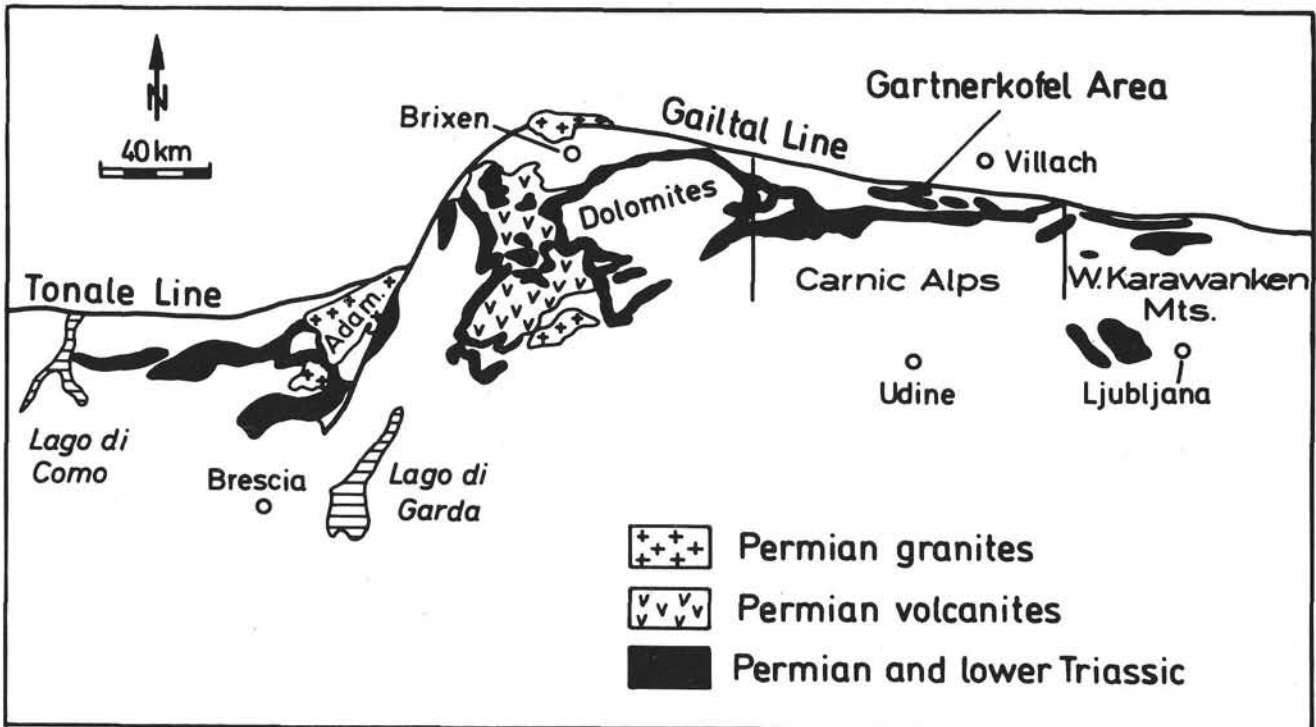 N
40 km
Brixen
Gailtal Line
Gartnerkofel Area
Villach
Dolomites
Tonale Line
Adam.
Carnic Alps
W. Karawanken
Mts.
Udine
Ljubljana
Lago di
Como
Brescia
Lago di
Garda
Permian granites
Permian volcanites
Permian and lower Triassic